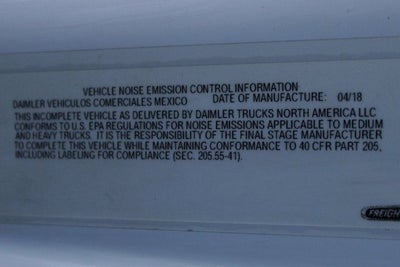 VEHICLE NOISE EMISSION CONTROL INFORMATION
DAIMLER VEHICULOS COMERCIALES MEXICO DATE OF MANUFACTURE: 04/18
THIS INCOMPLETE VEHICLE AS DELIVERED BY DAIMLER TRUCKS NORTH AMERICA LLC
CONFORMS TO U.S. EPA REGULATIONS FOR NOISE EMISSIONS APPLICABLE TO MEDIUM
AND HEAVY TRUCKS. IT IS THE RESPONSIBILITY OF THE FINAL STAGE MANUFACTURER
TO COMPLETE THIS VEHICLE WHILE MAINTAINING CONFORMANCE TO 40 CFR PART 205,
INCLUDING LABELING FOR COMPLIANCE (SEC. 205.55-41).
FREIGH